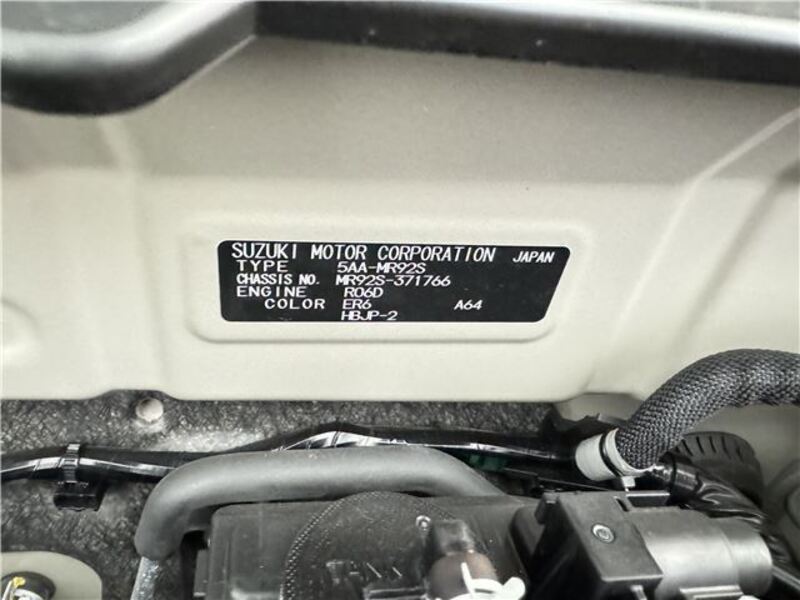 SUZUKI MOTOR CORPORATION JAPAN
TYPE 5AA-MR92S
CHASSIS NO. MR92S-371766
ENGINE R06D
COLOR ER6 A64
HBJP-2